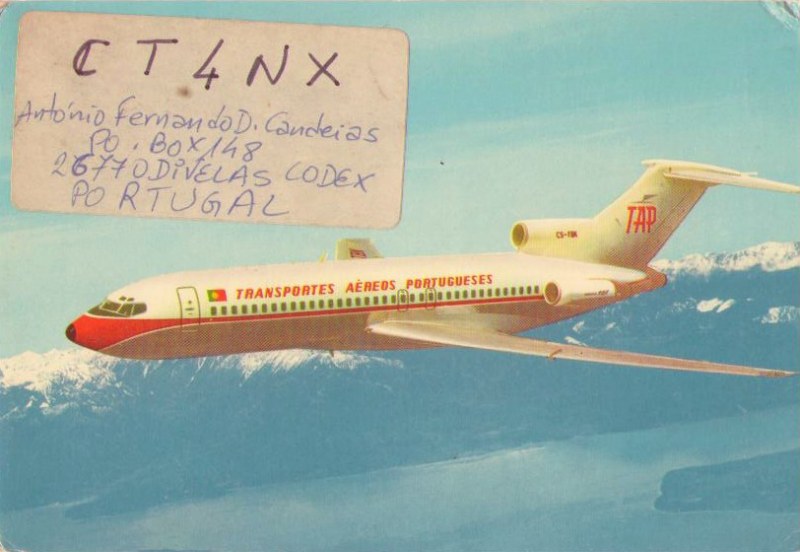 CT4NX
António Fernando D. Candeias
PO. BOX 148
2677 ODIVELAS CODEX
PORTUGAL
TAP
TRANSPORTES AÉREOS PORTUGUESES